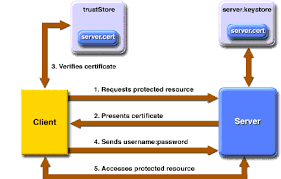 trustStore
server.cert
server.keystore
server.cert
3. Verifies certificate
1. Requests protected resource
Client
2. Presents certificate
Server
4. Sends username:password
5. Accesses protected resource